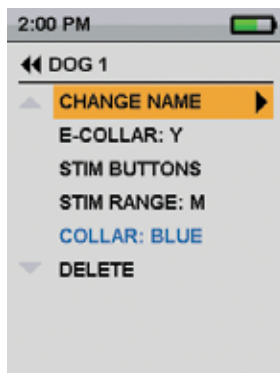 2:00 PM
DOG 1
CHANGE NAME
E-COLLAR: Y
STIM BUTTONS
STIM RANGE: M
COLLAR: BLUE
DELETE